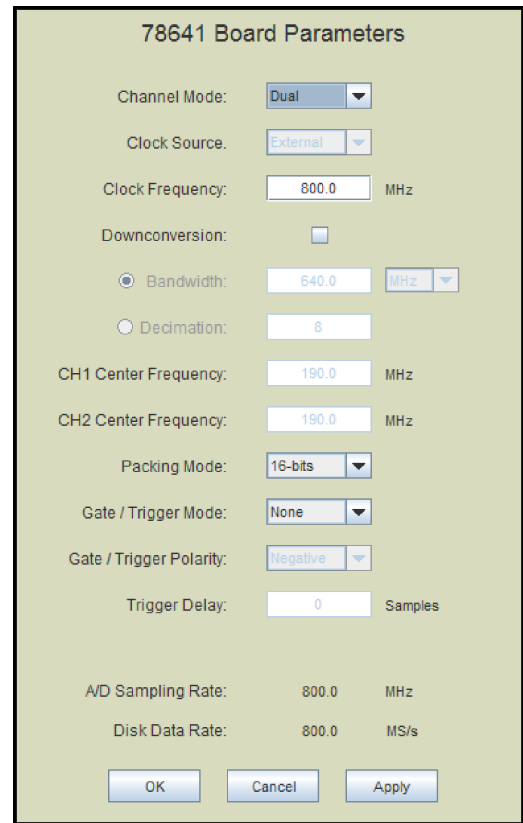 78641 Board Parameters
Channel Mode: Dual
Clock Source. External
Clock Frequency: 800.0 MHz
Downconversion:
Bandwidth: 640.0 MHz
Decimation: 8
CH1 Center Frequency: 190.0 MHz
CH2 Center Frequency: 190.0 MHz
Packing Mode: 16-bits
Gate / Trigger Mode: None
Gate / Trigger Polarity: Negative
Trigger Delay: 0 Samples
A/D Sampling Rate: 800.0 MHz
Disk Data Rate: 800.0 MS/s
OK Cancel Apply